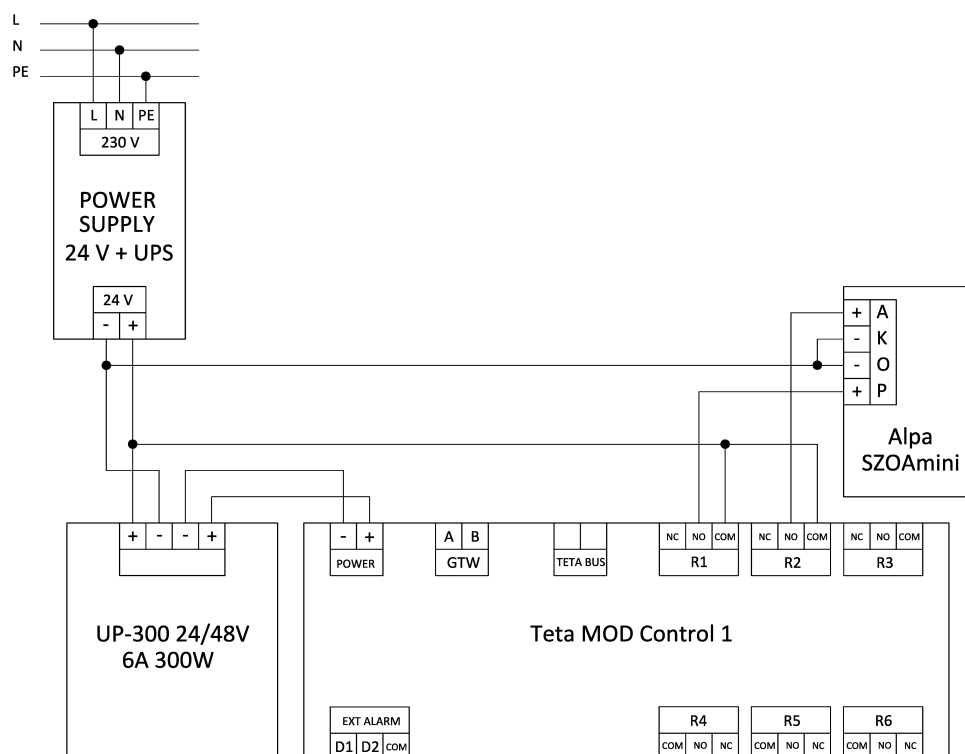 L
N
PE
L N PE
230 V
POWER
SUPPLY
24 V + UPS
24 V
- +
+ A
- K
- O
+ P
Alpa
SZOAmini
+ - - +
- +
POWER
A B
GTW
TETA BUS
NC NO COM
R1
NC NO COM
R2
NC NO COM
R3
UP-300 24/48V
6A 300W
Teta MOD Control 1
EXT ALARM
D1 D2 COM
R4
COM NO NC
R5
COM NO NC
R6
COM NO NC